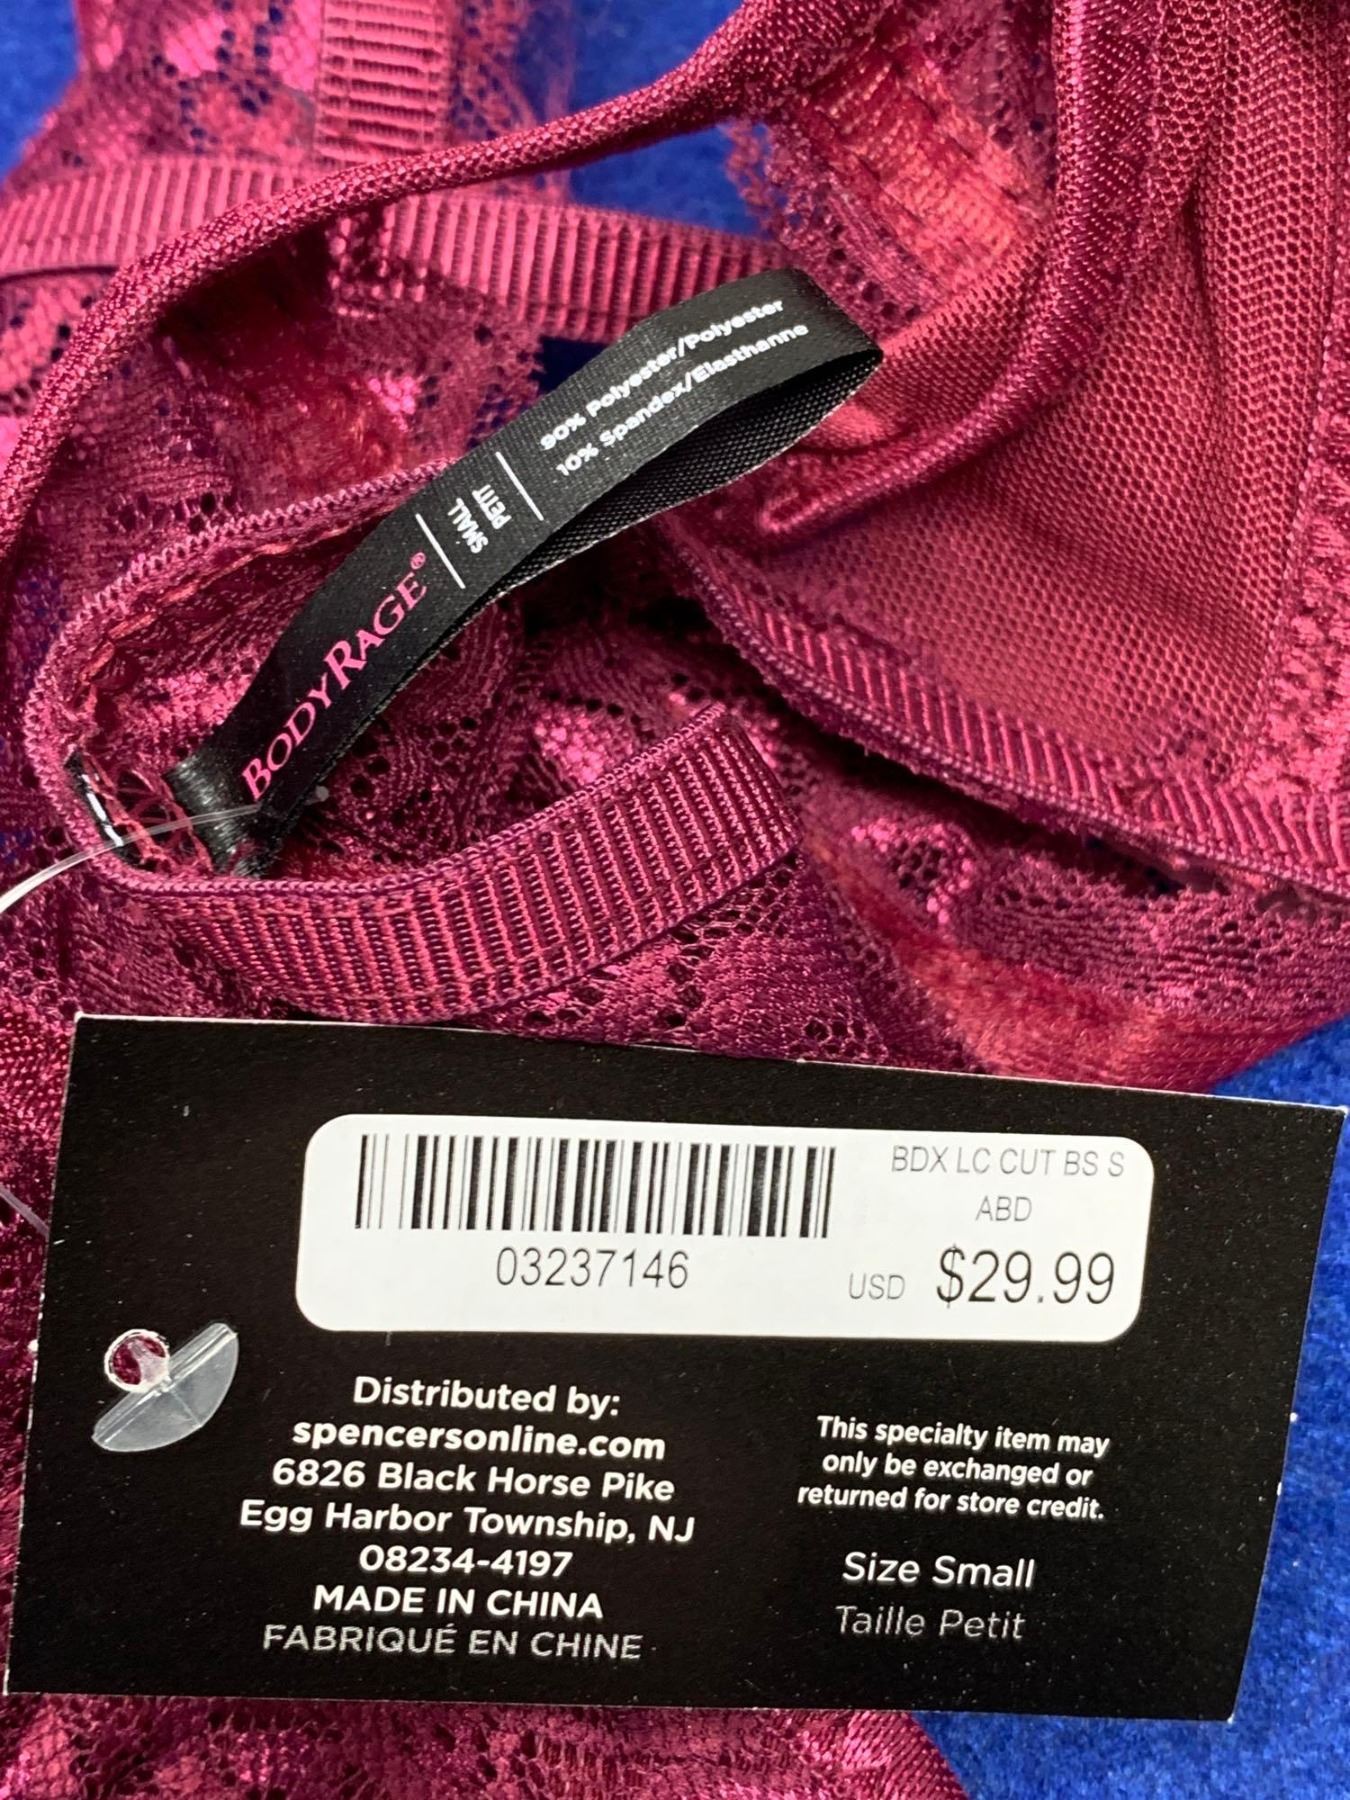 90% Polyester/Polyester
10% Spandex/Elasthanne
SMALL
PETIT
BODYRAGE®
BDX LC CUT BS S
ABD
03237146
USD $29.99
Distributed by:
spencersonline.com
6826 Black Horse Pike
Egg Harbor Township, NJ
08234-4197
MADE IN CHINA
FABRIQUÉ EN CHINE
This specialty item may
only be exchanged or
returned for store credit.
Size Small
Taille Petit